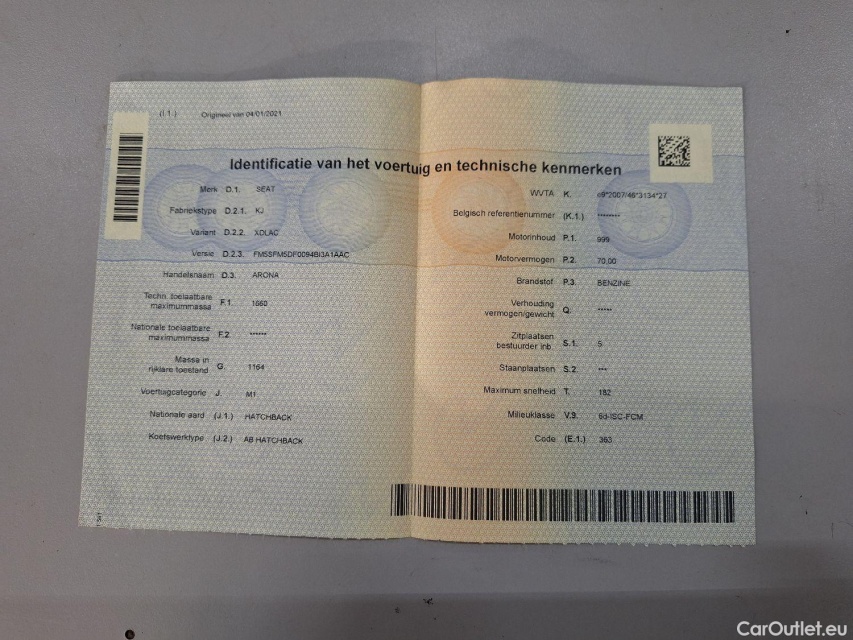 (I.1.) Origineel van 04/01/2021
Identificatie van het voertuig en technische kenmerken
Merk D.1. SEAT
Fabriekstype D.2.1. KJ
Variant D.2.2. XDLAC
Versie D.2.3. FM5SFM5DF0094BI3A1AAC
Handelsnaam D.3. ARONA
Techn. toelaatbare
maximummassa F.1. 1660
Nationale toelaatbare
maximummassa F.2. ******
Massa in
rijklare toestand G. 1164
Voertuigcategorie J. M1
Nationale aard (J.1.) HATCHBACK
Koetswerktype (J.2.) AB HATCHBACK
WVTA K. e9*2007/46*3134*27
Belgisch referentienummer (K.1.) ********
Motorinhoud P.1. 999
Motorvermogen P.2. 70,00
Brandstof P.3. BENZINE
Verhouding
vermogen/gewicht Q. *****
Zitplaatsen
bestuurder inb. S.1. 5
Staanplaatsen S.2. ***
Maximum snelheid T. 182
Milieuklasse V.9. 6d-ISC-FCM
Code (E.1.) 363
CarOutlet.eu